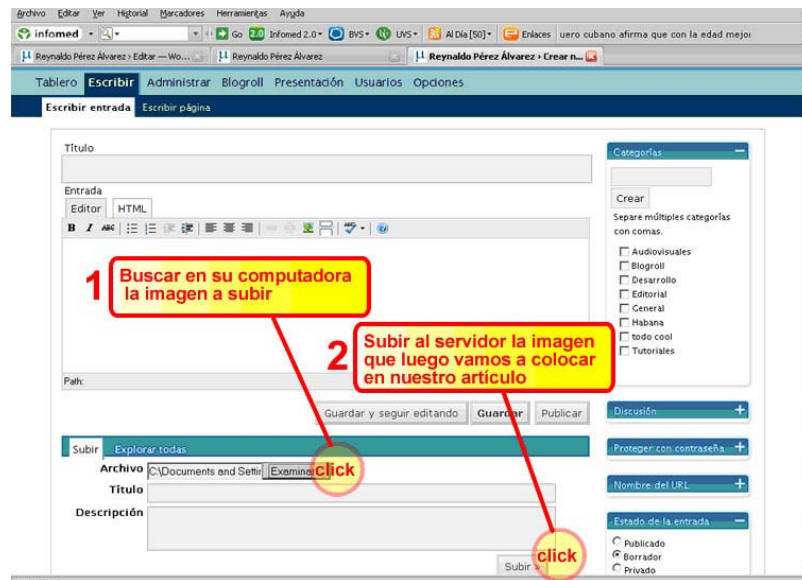 Archivo Editar Ver Historial Marcadores Herramientas Ayuda
infomed Go 2.0 Infomed 2.0 BVS UVS Al Día [50] Enlaces uero cubano afirma que con la edad mejor
Reynaldo Pérez Álvarez › Editar — Wo... Reynaldo Pérez Álvarez Reynaldo Pérez Álvarez › Crear n...
Tablero Escribir Administrar Blogroll Presentación Usuarios Opciones
Escribir entrada Escribir página
Título
Entrada
Editor HTML
B I ABC
1 Buscar en su computadora
la imagen a subir
2 Subir al servidor la imagen
que luego vamos a colocar
en nuestro artículo
Path:
Guardar y seguir editando Guardar Publicar
Subir Explorar todas
Archivo C:\Documents and Settin Examinar click
Título
Descripción
Subir » click
Categorías
Crear
Separe múltiples categorías
con comas.
Audiovisuales
Blogroll
Desarrollo
Editorial
General
Habana
todo cool
Tutoriales
Discusión
Proteger con contraseña
Nombre del URL
Estado de la entrada
Publicado
Borrador
Privado